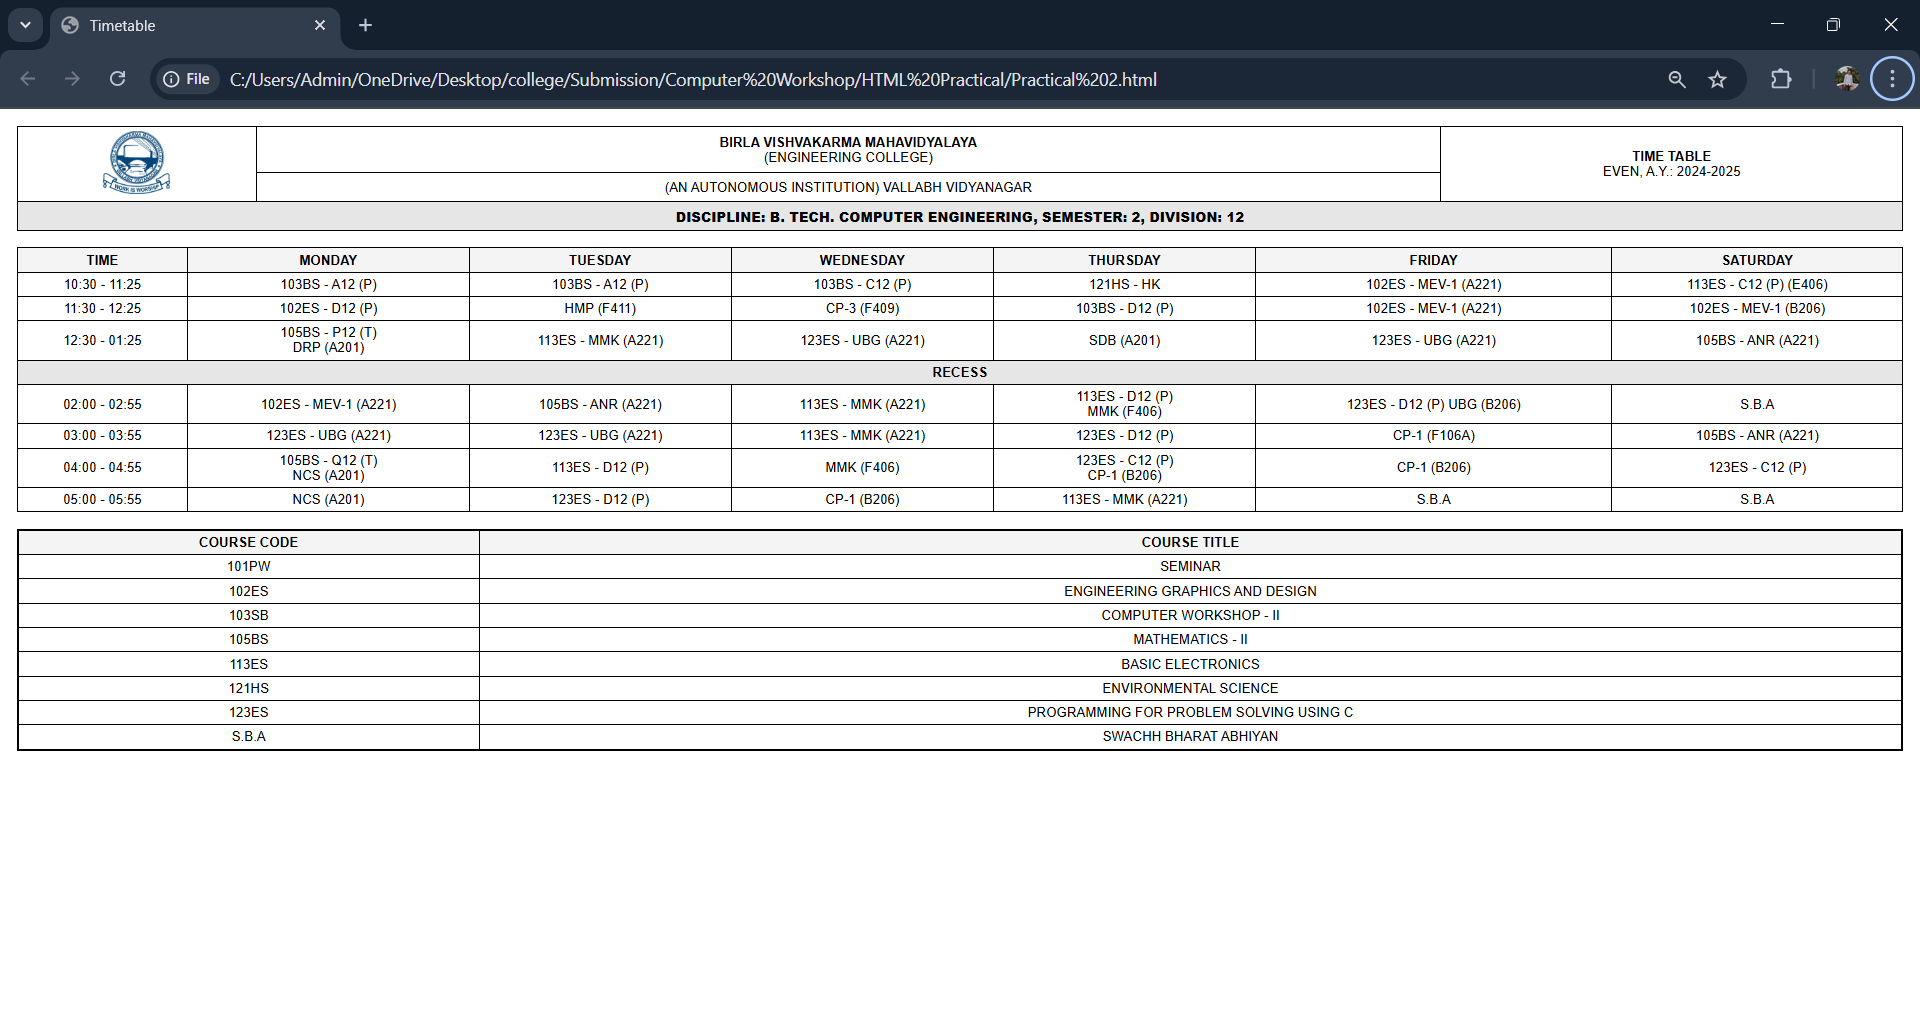 Timetable
File C:/Users/Admin/OneDrive/Desktop/college/Submission/Computer%20Workshop/HTML%20Practical/Practical%202.html
WORK IS WORSHIP
BIRLA VISHVAKARMA MAHAVIDYALAYA
(ENGINEERING COLLEGE)
(AN AUTONOMOUS INSTITUTION) VALLABH VIDYANAGAR
TIME TABLE
EVEN, A.Y.: 2024-2025
DISCIPLINE: B. TECH. COMPUTER ENGINEERING, SEMESTER: 2, DIVISION: 12
TIME MONDAY TUESDAY WEDNESDAY THURSDAY FRIDAY SATURDAY
10:30 - 11:25 103BS - A12 (P) 103BS - A12 (P) 103BS - C12 (P) 121HS - HK 102ES - MEV-1 (A221) 113ES - C12 (P) (E406)
11:30 - 12:25 102ES - D12 (P) HMP (F411) CP-3 (F409) 103BS - D12 (P) 102ES - MEV-1 (A221) 102ES - MEV-1 (B206)
12:30 - 01:25 105BS - P12 (T) DRP (A201) 113ES - MMK (A221) 123ES - UBG (A221) SDB (A201) 123ES - UBG (A221) 105BS - ANR (A221)
RECESS
02:00 - 02:55 102ES - MEV-1 (A221) 105BS - ANR (A221) 113ES - MMK (A221) 113ES - D12 (P) MMK (F406) 123ES - D12 (P) UBG (B206) S.B.A
03:00 - 03:55 123ES - UBG (A221) 123ES - UBG (A221) 113ES - MMK (A221) 123ES - D12 (P) CP-1 (F106A) 105BS - ANR (A221)
04:00 - 04:55 105BS - Q12 (T) NCS (A201) 113ES - D12 (P) MMK (F406) 123ES - C12 (P) CP-1 (B206) CP-1 (B206) 123ES - C12 (P)
05:00 - 05:55 NCS (A201) 123ES - D12 (P) CP-1 (B206) 113ES - MMK (A221) S.B.A S.B.A
COURSE CODE COURSE TITLE
101PW SEMINAR
102ES ENGINEERING GRAPHICS AND DESIGN
103SB COMPUTER WORKSHOP - II
105BS MATHEMATICS - II
113ES BASIC ELECTRONICS
121HS ENVIRONMENTAL SCIENCE
123ES PROGRAMMING FOR PROBLEM SOLVING USING C
S.B.A SWACHH BHARAT ABHIYAN